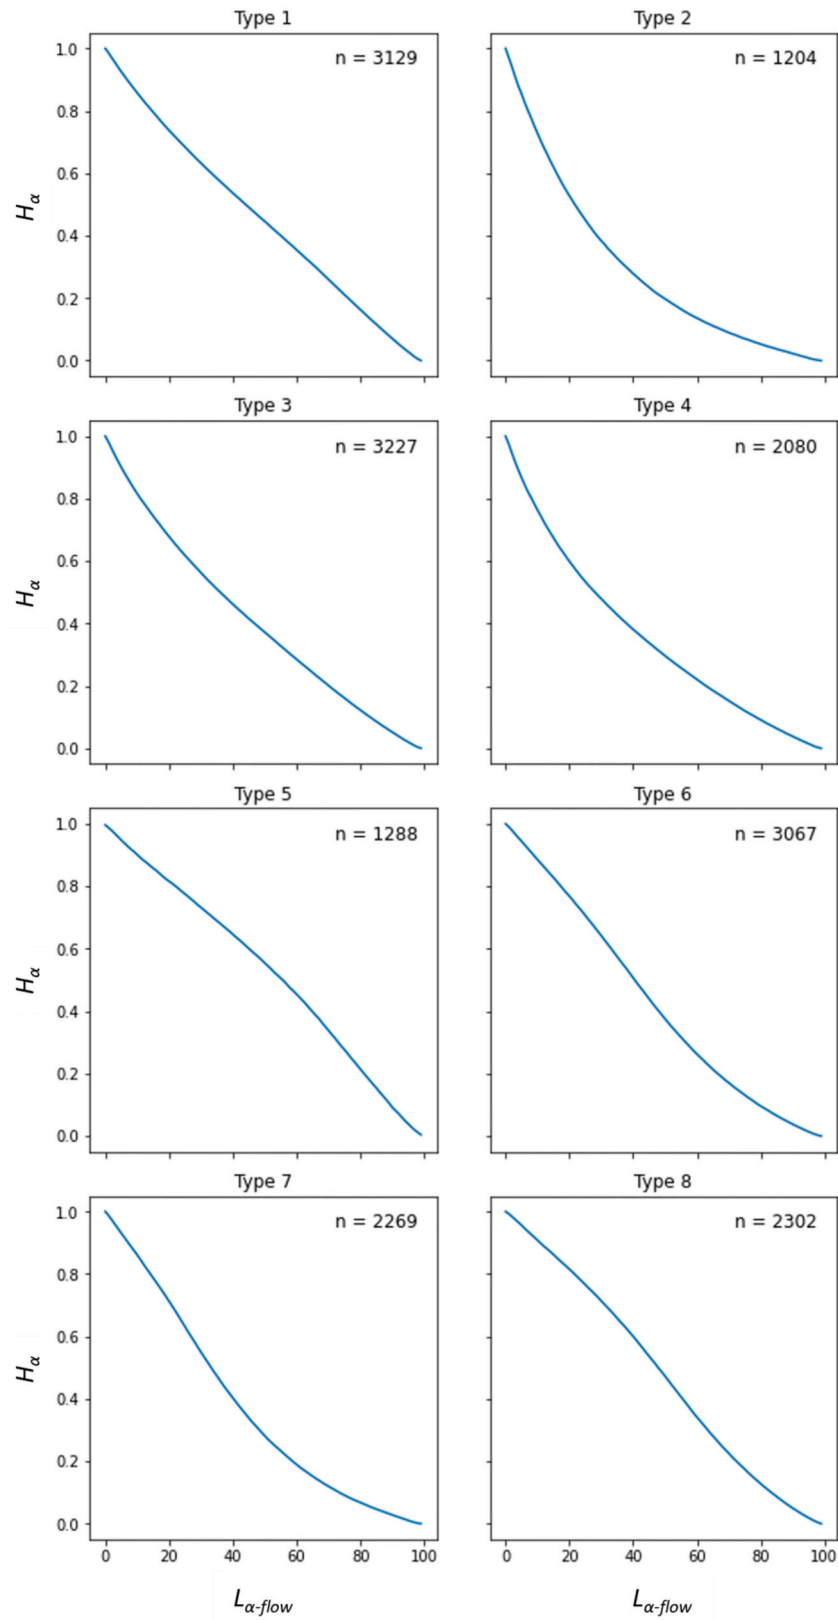 Type 1
n = 3129
1.0
0.8
0.6
0.4
0.2
0.0
Hα
Type 2
n = 1204
Type 3
n = 3227
1.0
0.8
0.6
0.4
0.2
0.0
Hα
Type 4
n = 2080
Type 5
n = 1288
1.0
0.8
0.6
0.4
0.2
0.0
Hα
Type 6
n = 3067
Type 7
n = 2269
1.0
0.8
0.6
0.4
0.2
0.0
Hα
0 20 40 60 80 100
Lα-flow
Type 8
n = 2302
0 20 40 60 80 100
Lα-flow